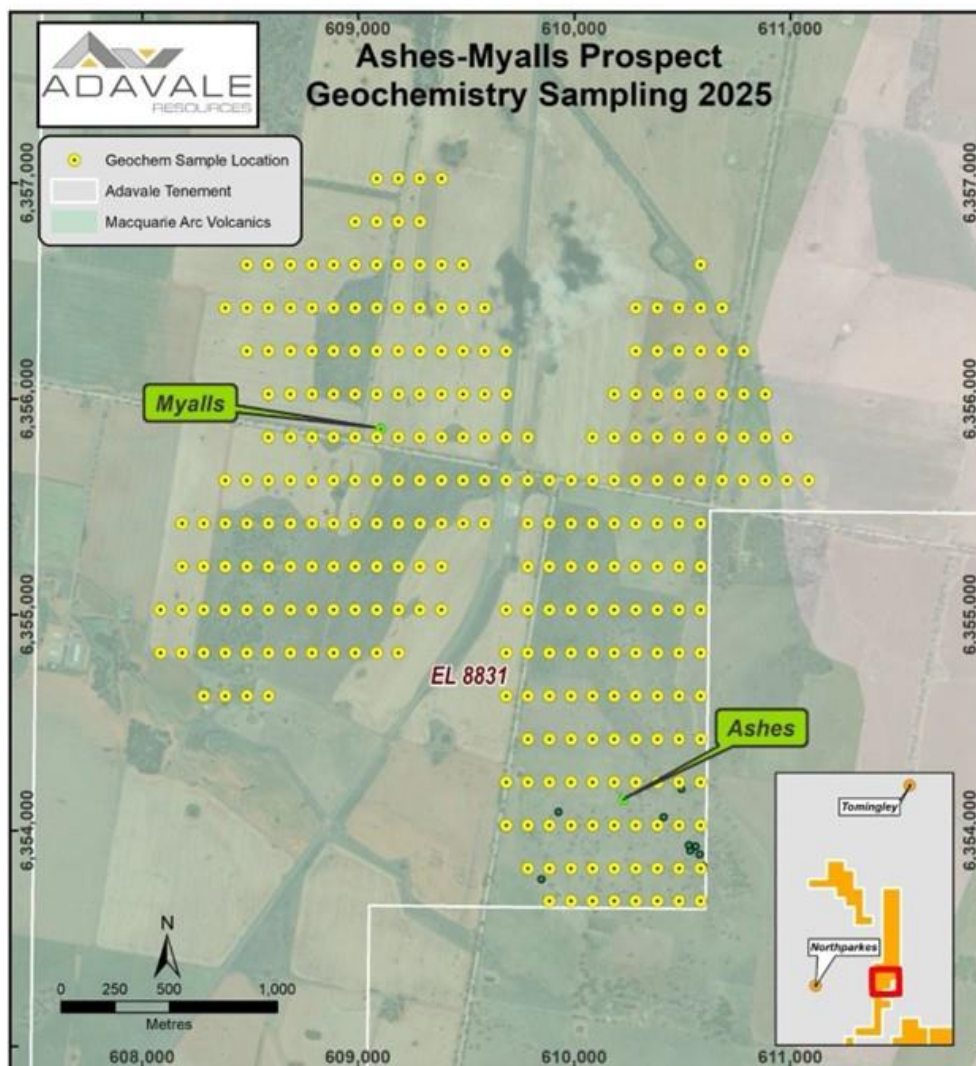 609,000
610,000
611,000
ADAVALE
RESOURCES
Ashes-Myalls Prospect
Geochemistry Sampling 2025
Geochem Sample Location
Adavale Tenement
Macquarie Arc Volcanics
6,357,000
6,357,000
6,356,000
6,356,000
Myalls
6,355,000
6,355,000
EL 8831
Ashes
6,354,000
6,354,000
Tomingley
Northparkes
N
0 250 500 1,000
Metres
608,000
609,000
610,000
611,000